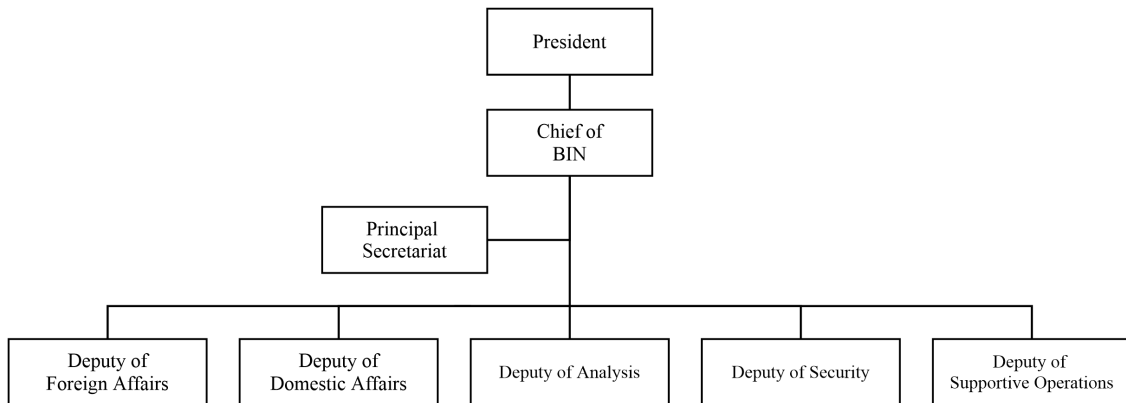 President
Chief of
BIN
Principal
Secretariat
Deputy of
Foreign Affairs
Deputy of
Domestic Affairs
Deputy of Analysis
Deputy of Security
Deputy of
Supportive Operations